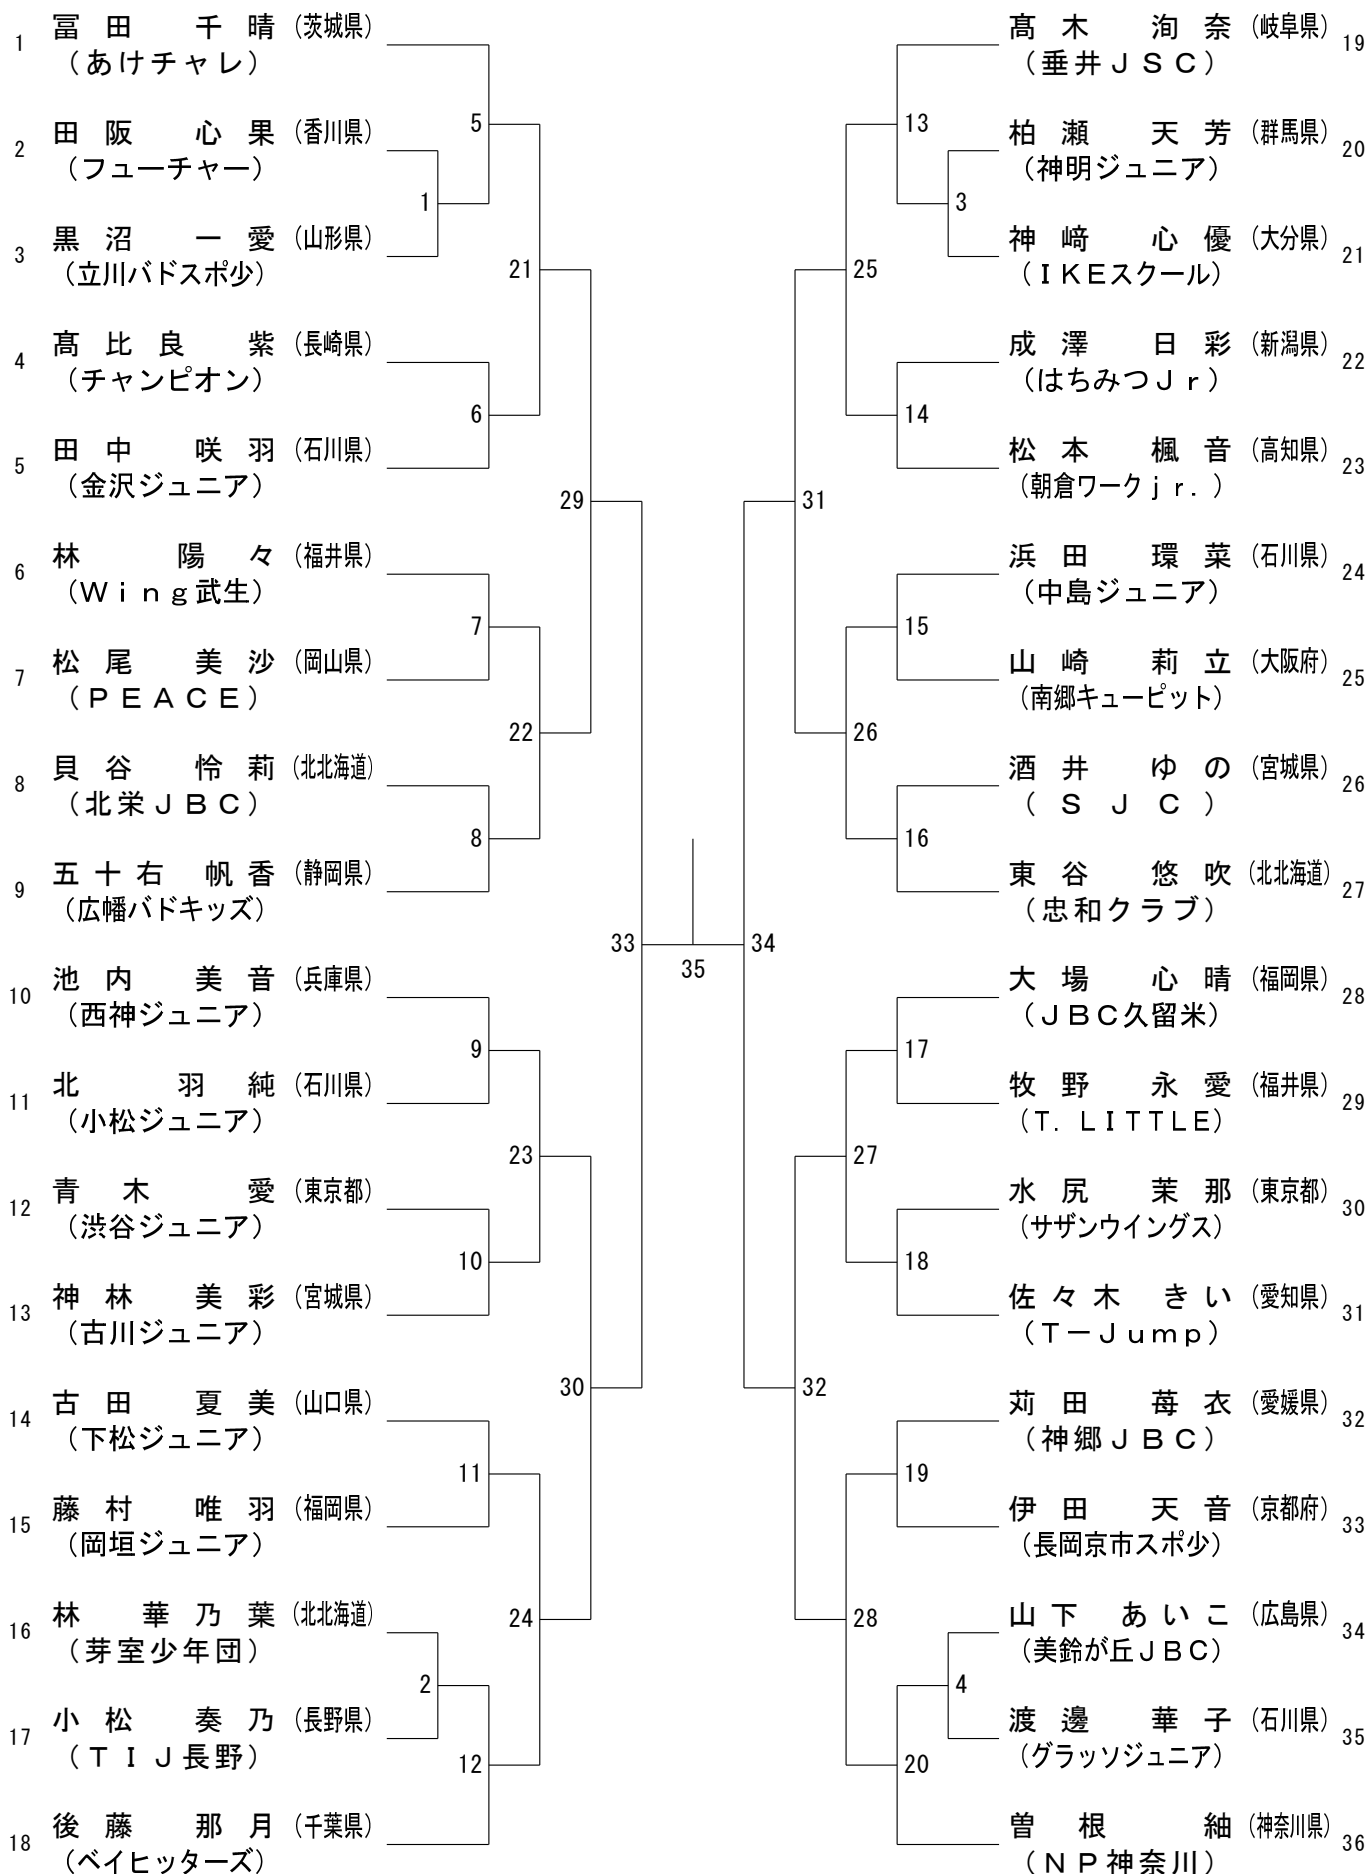 1 冨田 千晴 (茨城県)
(あけチャレ)
2 田阪 心果 (香川県)
(フューチャー)
1
3 黒沼 一愛 (山形県)
(立川バドスポ少)
5
4 髙比良 紫 (長崎県)
(チャンピオン)
5 田中 咲羽 (石川県)
(金沢ジュニア)
6
21
6 林 陽々 (福井県)
(Wing武生)
7 松尾 美沙 (岡山県)
(PEACE)
7
8 貝谷 怜莉 (北北海道)
(北栄JBC)
9 五十右 帆香 (静岡県)
(広幡バドキッズ)
8
22
29
10 池内 美音 (兵庫県)
(西神ジュニア)
11 北 羽純 (石川県)
(小松ジュニア)
9
12 青木 愛 (東京都)
(渋谷ジュニア)
13 神林 美彩 (宮城県)
(古川ジュニア)
10
23
14 古田 夏美 (山口県)
(下松ジュニア)
15 藤村 唯羽 (福岡県)
(岡垣ジュニア)
11
16 林 華乃葉 (北北海道)
(芽室少年団)
17 小松 奏乃 (長野県)
(TIJ長野)
2
18 後藤 那月 (千葉県)
(ベイヒッターズ)
12
24
30
33
35
34
髙木 洵奈 (岐阜県) 19
(垂井JSC)
柏瀬 天芳 (群馬県) 20
(神明ジュニア)
3
神﨑 心優 (大分県) 21
(IKEスクール)
13
成澤 日彩 (新潟県) 22
(はちみつJr)
松本 楓音 (高知県) 23
(朝倉ワークjr.)
14
25
浜田 環菜 (石川県) 24
(中島ジュニア)
山崎 莉立 (大阪府) 25
(南郷キューピット)
15
酒井 ゆの (宮城県) 26
(SJC)
東谷 悠吹 (北北海道) 27
(忠和クラブ)
16
26
31
大場 心晴 (福岡県) 28
(JBC久留米)
牧野 永愛 (福井県) 29
(T.LITTLE)
17
水尻 茉那 (東京都) 30
(サザンウイングス)
佐々木 きい (愛知県) 31
(T－Jump)
18
27
苅田 苺衣 (愛媛県) 32
(神郷JBC)
伊田 天音 (京都府) 33
(長岡京市スポ少)
19
山下 あいこ (広島県) 34
(美鈴が丘JBC)
渡邊 華子 (石川県) 35
(グラッソジュニア)
4
曽根 紬 (神奈川県) 36
(NP神奈川)
20
28
32